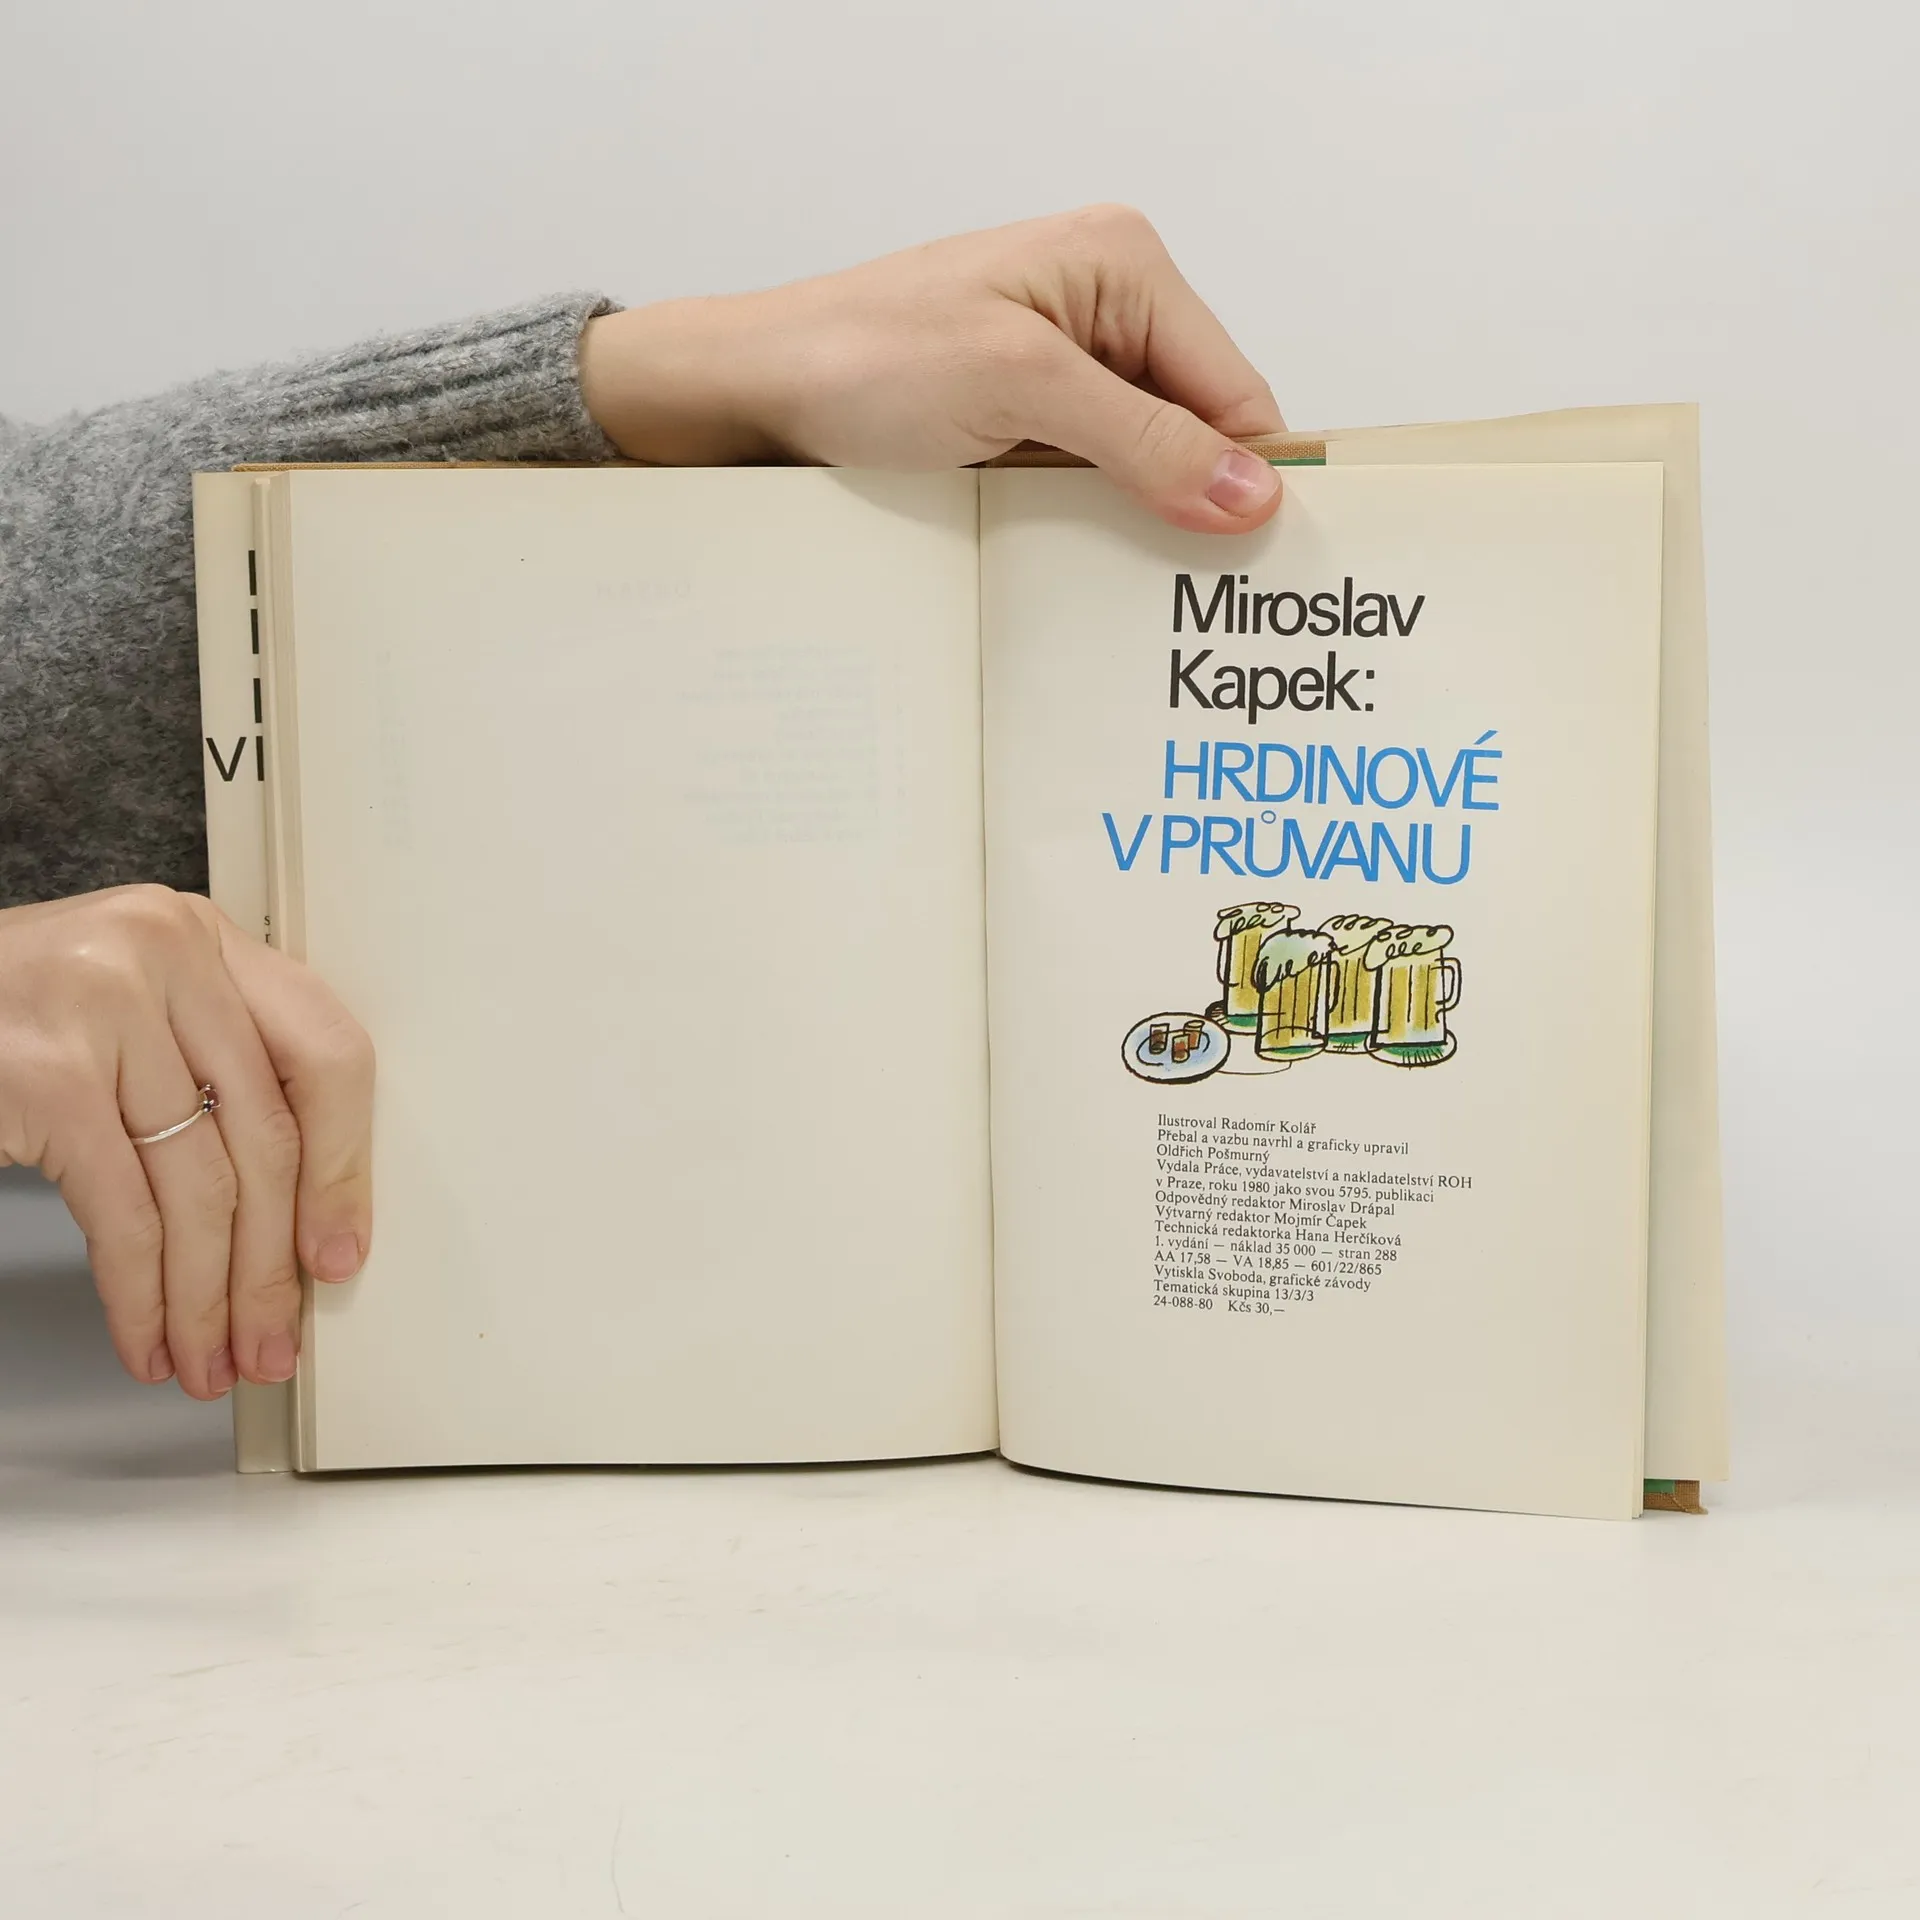 VI
Miroslav
Kapek:
HRDINOVÉ
V PRŮVANU
Ilustroval Radomír Kolář
Přebal a vazbu navrhl a graficky upravil
Oldřich Pošmurný
Vydala Práce, vydavatelství a nakladatelství ROH
v Praze, roku 1980 jako svou 5795. publikaci
Odpovědný redaktor Miroslav Drápal
Výtvarný redaktor Mojmír Čapek
Technická redaktorka Hana Herčíková
1. vydání — náklad 35 000 — stran 288
AA 17,58 — VA 18,85 — 601/22/865
Vytiskla Svoboda, grafické závody
Tematická skupina 13/3/3
24-088-80 Kčs 30,—